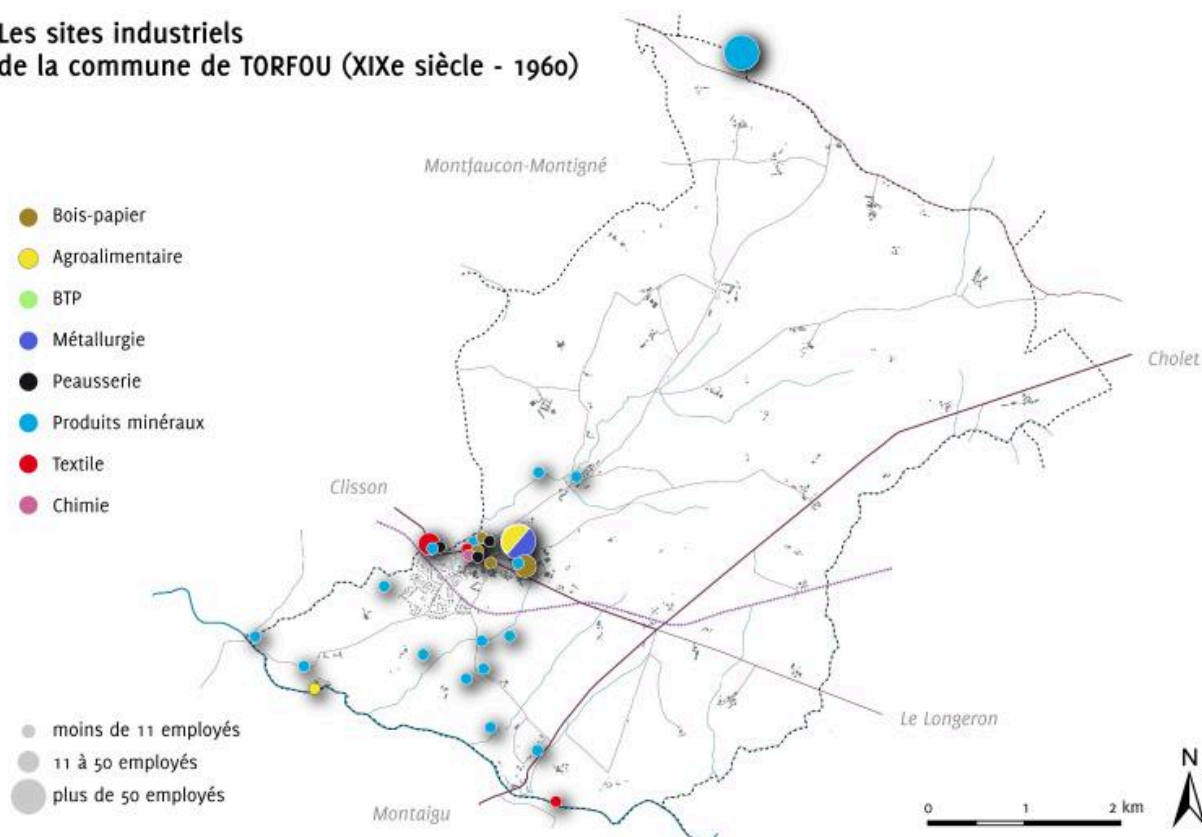 Les sites industriels
de la commune de TORFOU (XIXe siècle - 1960)
Montfaucon-Montigné
Bois-papier
Agroalimentaire
BTP
Métallurgie
Peausserie
Produits minéraux
Textile
Chimie
Cholet
Clisson
Le Longeron
moins de 11 employés
11 à 50 employés
plus de 50 employés
Montaigu
N
0 1 2 km